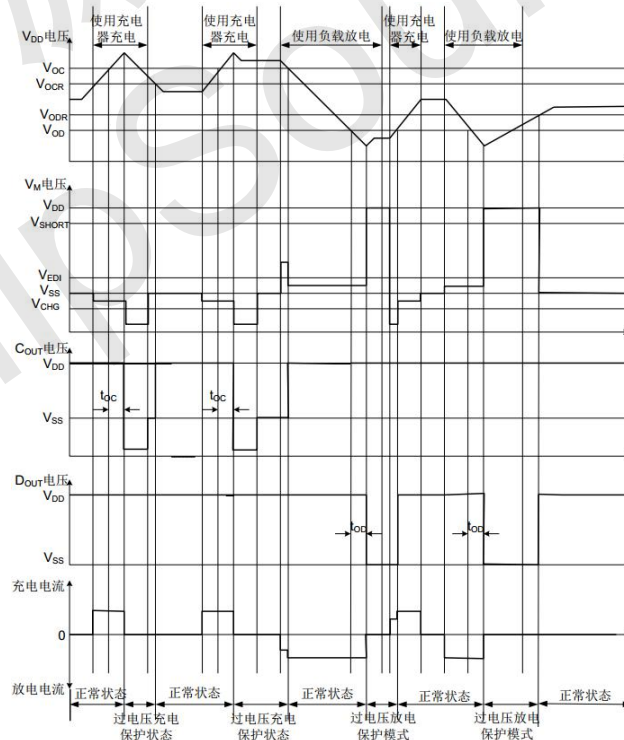 使用充电
器充电
使用充电
器充电
使用负载放电
使用充电
器充电
使用负载放电
VDD电压
VOC
VOCR
VODR
VOD
VM电压
VDD
VSHORT
VEDI
VSS
VCHG
COUT电压
VDD
tOC
tOC
VSS
DOUT电压
VDD
tOD
tOD
VSS
充电电流
0
放电电流
正常状态
正常状态
正常状态
正常状态
正常状态
过电压充电
保护状态
过电压充电
保护状态
过电压放电
保护模式
过电压放电
保护模式